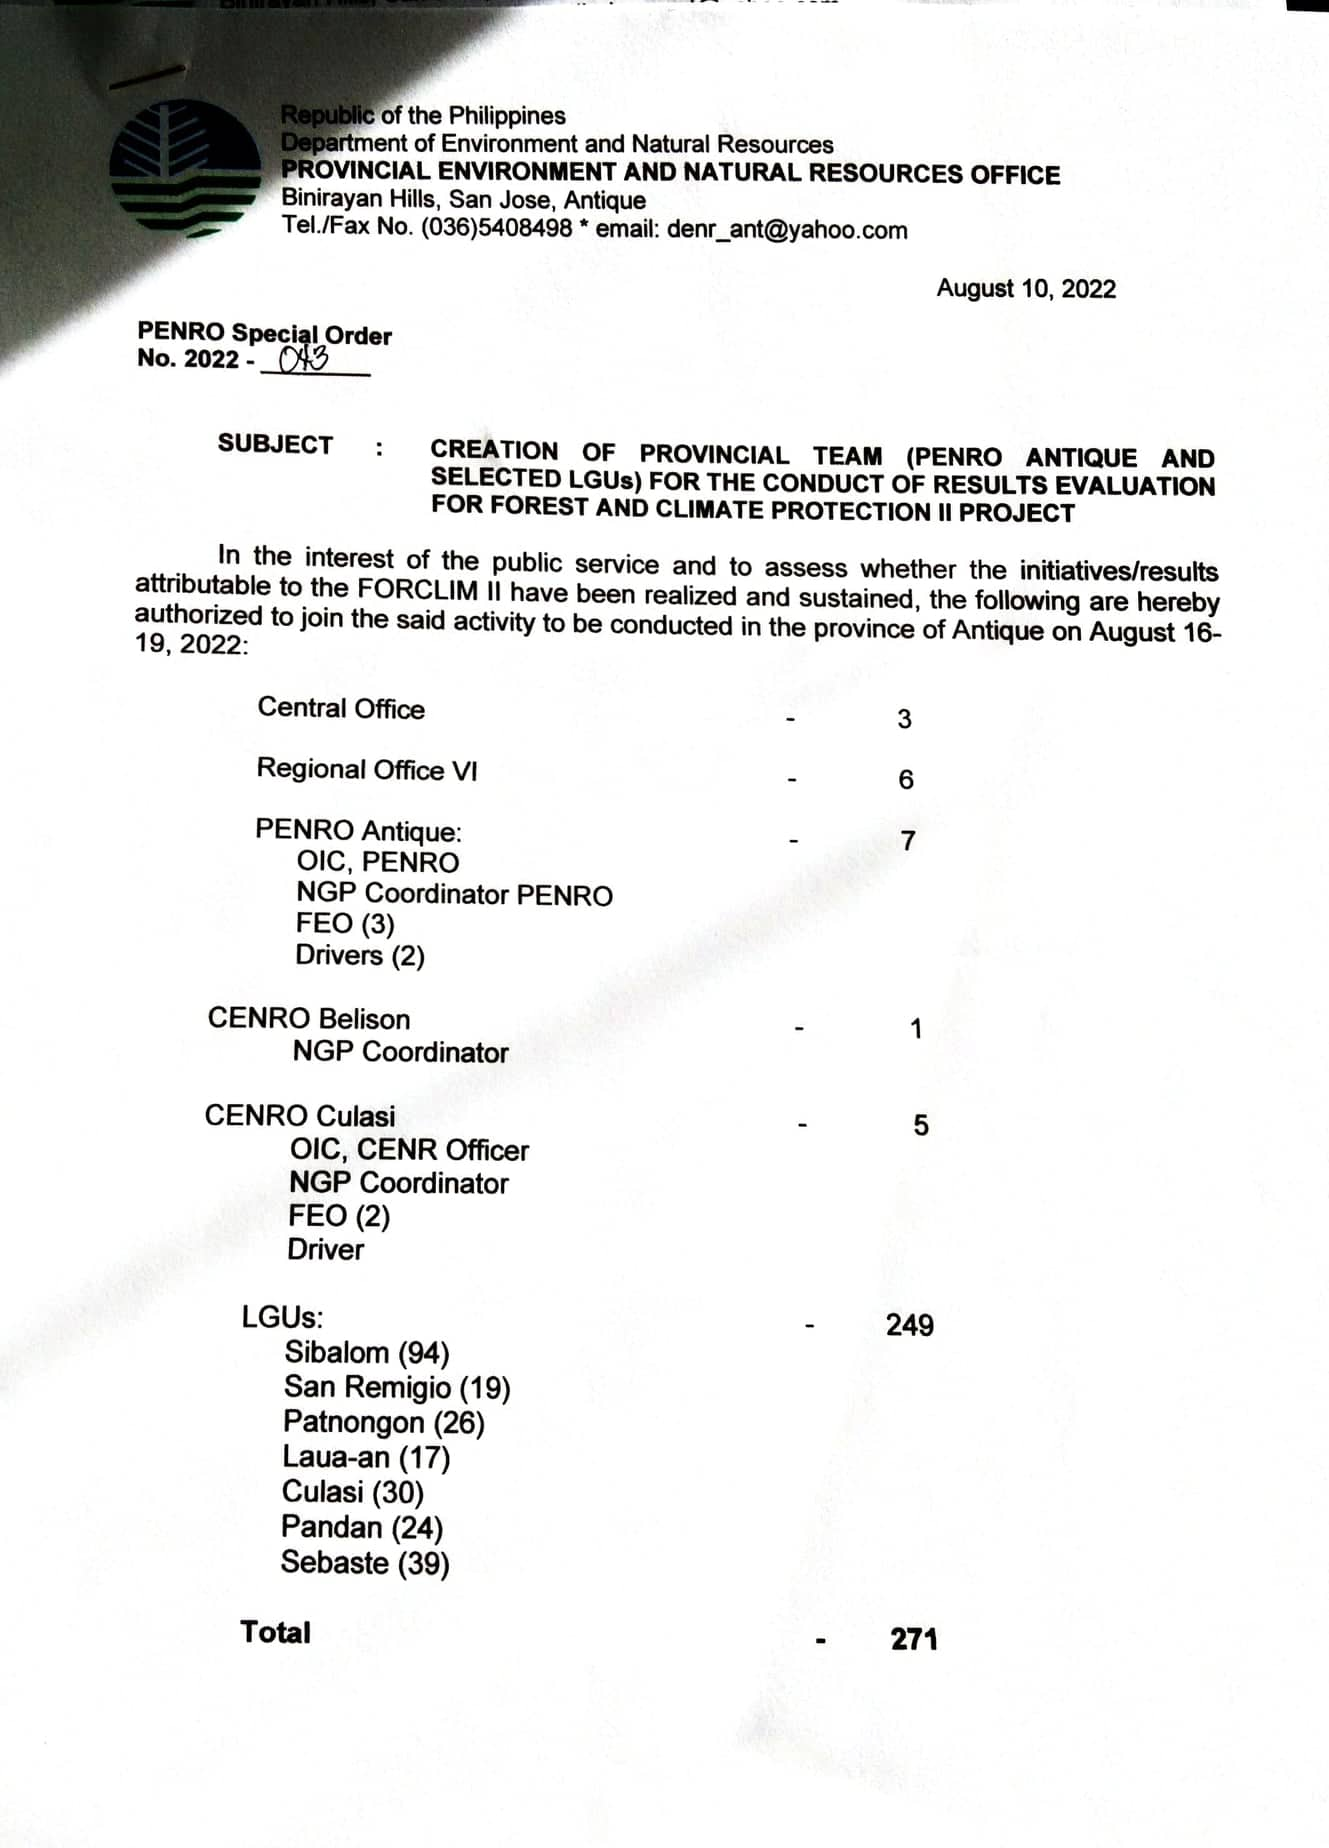 Republic of the Philippines
Department of Environment and Natural Resources
PROVINCIAL ENVIRONMENT AND NATURAL RESOURCES OFFICE
Binirayan Hills, San Jose, Antique
Tel./Fax No. (036)5408498 * email: denr_ant@yahoo.com
August 10, 2022
PENRO Special Order
No. 2022 - 043
SUBJECT : CREATION OF PROVINCIAL TEAM (PENRO ANTIQUE AND
SELECTED LGUs) FOR THE CONDUCT OF RESULTS EVALUATION
FOR FOREST AND CLIMATE PROTECTION II PROJECT
In the interest of the public service and to assess whether the initiatives/results
attributable to the FORCLIM II have been realized and sustained, the following are hereby
authorized to join the said activity to be conducted in the province of Antique on August 16-
19, 2022:
Central Office - 3
Regional Office VI - 6
PENRO Antique: - 7
OIC, PENRO
NGP Coordinator PENRO
FEO (3)
Drivers (2)
CENRO Belison - 1
NGP Coordinator
CENRO Culasi - 5
OIC, CENR Officer
NGP Coordinator
FEO (2)
Driver
LGUs: - 249
Sibalom (94)
San Remigio (19)
Patnongon (26)
Laua-an (17)
Culasi (30)
Pandan (24)
Sebaste (39)
Total - 271